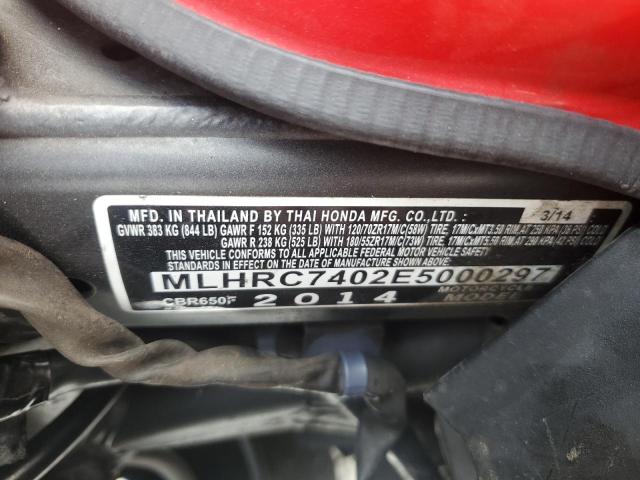 MFD. IN THAILAND BY THAI HONDA MFG. CO.,LTD.: 3/14
GVWR 383 KG (844 LB) GAWR F 152 KG (335 LB) WITH 120/70ZR17M/C(58W) TIRE, 17M/CxMT3.50 RIM, AT 250 KPA (36 PSI) COLD
GAWR R 238 KG (525 LB) WITH 180/55ZR17M/C(73W) TIRE, 17M/CxMT5.50 RIM, AT 290 KPA (42 PSI) COLD
THIS VEHICLE CONFORMS TO ALL APPLICABLE FEDERAL MOTOR VEHICLE SAFETY
STANDARDS IN EFFECT ON THE DATE OF MANUFACTURE SHOWN ABOVE.
MLHRC7402E5000297
CBR650F 2014 MOTORCYCLE
MODEL